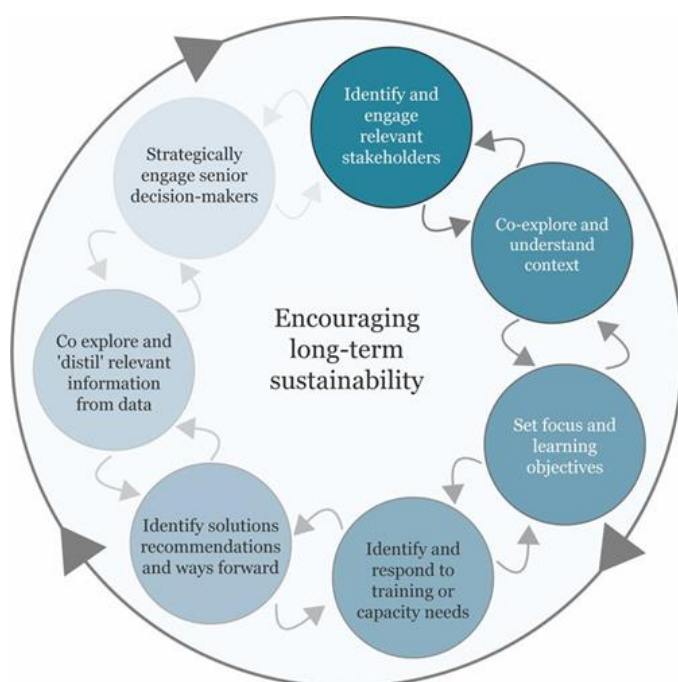 Identify and
engage
relevant
stakeholders
Co-explore and
understand
context
Set focus and
learning
objectives
Identify and
respond to
training or
capacity needs
Identify solutions
recommendations
and ways forward
Co explore and
'distil' relevant
information
from data
Strategically
engage senior
decision-makers
Encouraging
long-term
sustainability